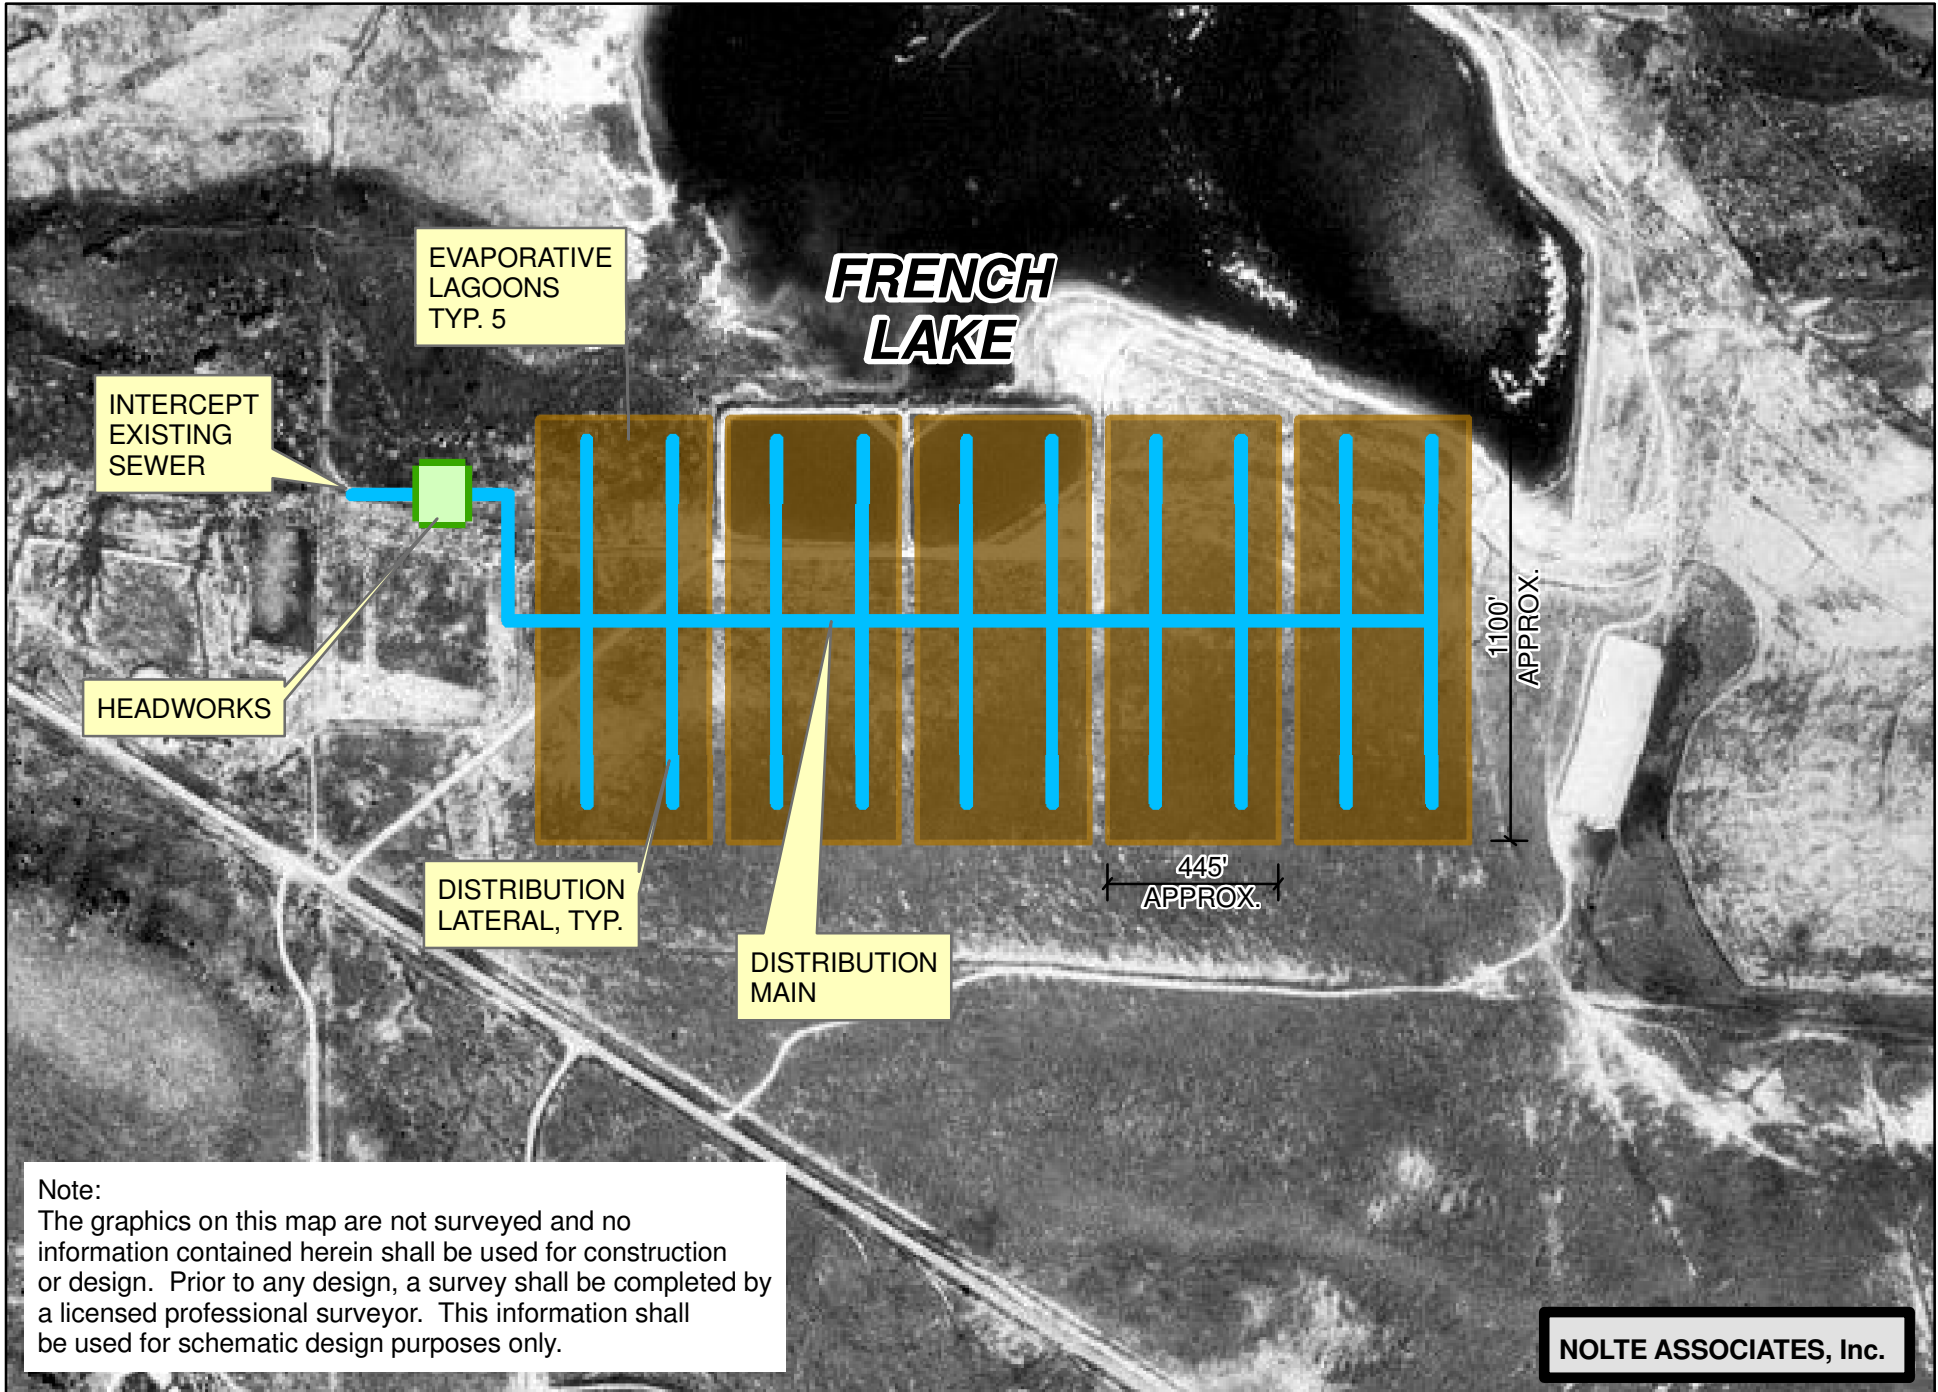 EVAPORATIVE
LAGOONS
TYP. 5
FRENCH
LAKE
INTERCEPT
EXISTING
SEWER
HEADWORKS
1100'
APPROX.
445'
APPROX.
DISTRIBUTION
LATERAL, TYP.
DISTRIBUTION
MAIN
Note:
The graphics on this map are not surveyed and no
information contained herein shall be used for construction
or design.  Prior to any design, a survey shall be completed by
a licensed professional surveyor.  This information shall
be used for schematic design purposes only.
NOLTE ASSOCIATES, Inc.